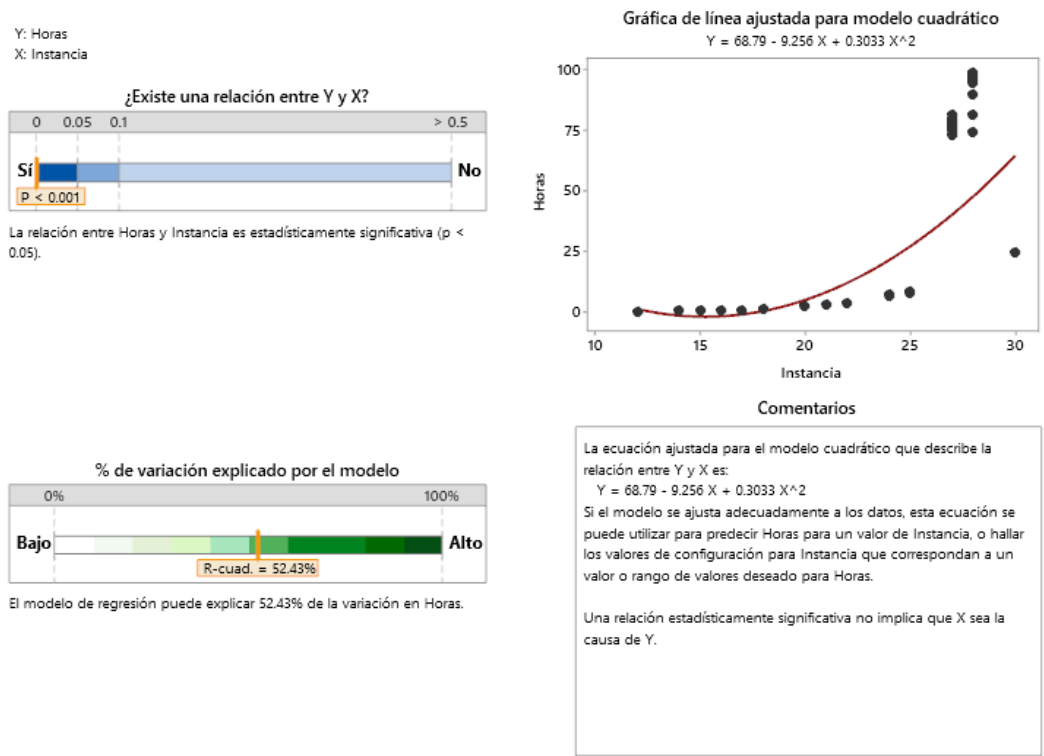 Y: Horas
X: Instancia
¿Existe una relación entre Y y X?
0 0.05 0.1 > 0.5
Sí No
P < 0.001
La relación entre Horas y Instancia es estadísticamente significativa (p <
0.05).
% de variación explicado por el modelo
0% 100%
Bajo Alto
R-cuad. = 52.43%
El modelo de regresión puede explicar 52.43% de la variación en Horas.
Gráfica de línea ajustada para modelo cuadrático
Y = 68.79 - 9.256 X + 0.3033 X^2
100
75
50
25
0
Horas
10 15 20 25 30
Instancia
Comentarios
La ecuación ajustada para el modelo cuadrático que describe la
relación entre Y y X es:
Y = 68.79 - 9.256 X + 0.3033 X^2
Si el modelo se ajusta adecuadamente a los datos, esta ecuación se
puede utilizar para predecir Horas para un valor de Instancia, o hallar
los valores de configuración para Instancia que correspondan a un
valor o rango de valores deseado para Horas.
Una relación estadísticamente significativa no implica que X sea la
causa de Y.